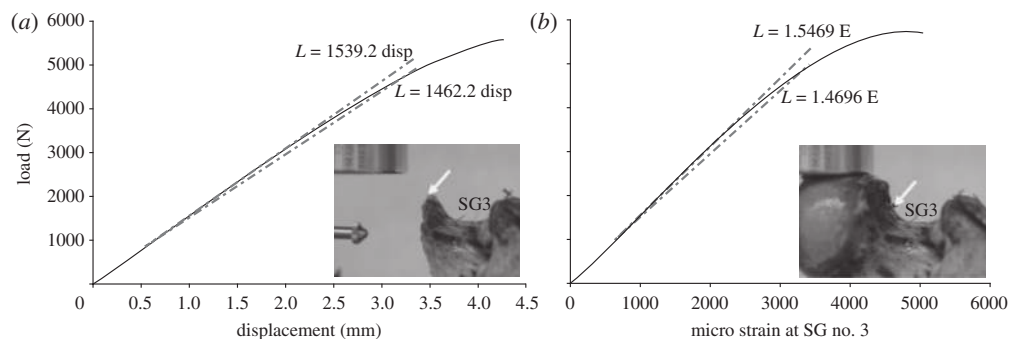 (a)
6000
5000
4000
3000
2000
1000
0
load (N)
L = 1539.2 disp
L = 1462.2 disp
SG3
0 0.5 1.0 1.5 2.0 2.5 3.0 3.5 4.0 4.5
displacement (mm)
(b)
L = 1.5469 E
L = 1.4696 E
SG3
0 1000 2000 3000 4000 5000 6000
micro strain at SG no. 3